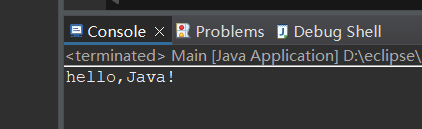 Console Problems Debug Shell
<terminated> Main [Java Application] D:\eclipse\
hello,Java!